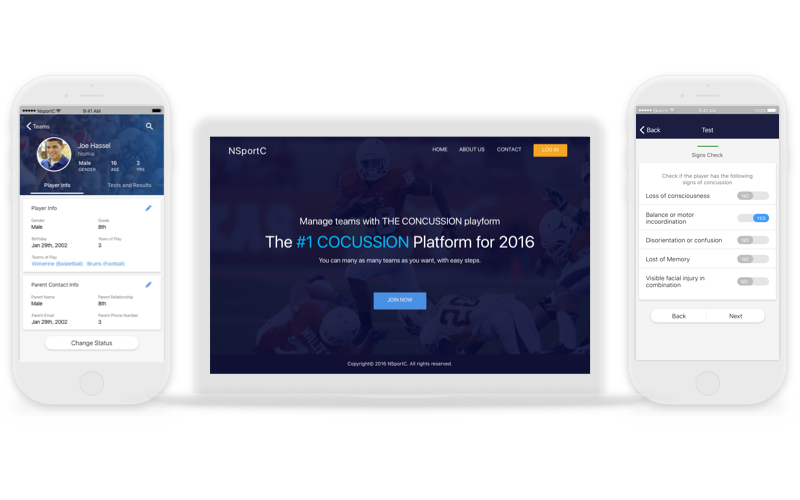 NsportC
9:41 AM
Teams
Joe Hassel
Normal
Male
16
3
GENDER
AGE
YRS
Player Info
Tests and Results
Player Info
Gender
Grade
Male
8th
Birthday
Years of Play
Jan 29th, 2002
3
Teams of Play
Wolverine (Basketball) Bruins (Football)
Parent Contact Info
Parent Name
Parent Relationship
Male
8th
Parent Email
Parent Phone Number
Jan 29th, 2002
3
Change Status
NSportC
HOME
ABOUT US
CONTACT
LOG IN
Manage teams with THE CONCUSSION playform
The #1 COCUSSION Platform for 2016
You can many as many teams as you want, with easy steps.
JOIN NOW
Copyright© 2016 NSportC. All rights reserved.
9:41 AM
Back
Test
Signs Check
Check if the player has the following
signs of concussion
Loss of consciousness
NO
Balance or motor
incoordination
YES
Disorientation or confusion
NO
Lost of Memory
NO
Visible facial injury in
combination
NO
Back
Next